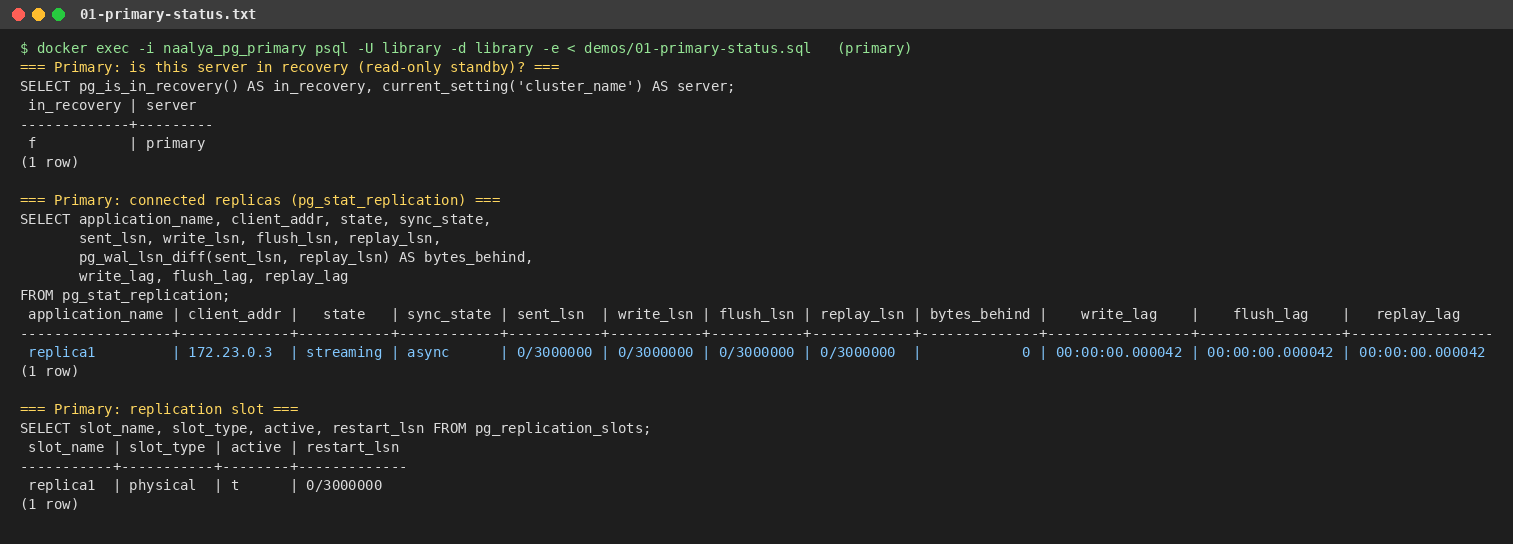 01-primary-status.txt
$ docker exec -i naalya_pg_primary psql -U library -d library -e < demos/01-primary-status.sql   (primary)
=== Primary: is this server in recovery (read-only standby)? ===
SELECT pg_is_in_recovery() AS in_recovery, current_setting('cluster_name') AS server;
 in_recovery | server
-------------+---------
 f           | primary
(1 row)

=== Primary: connected replicas (pg_stat_replication) ===
SELECT application_name, client_addr, state, sync_state,
       sent_lsn, write_lsn, flush_lsn, replay_lsn,
       pg_wal_lsn_diff(sent_lsn, replay_lsn) AS bytes_behind,
       write_lag, flush_lag, replay_lag
FROM pg_stat_replication;
 application_name | client_addr |   state   | sync_state | sent_lsn  | write_lsn | flush_lsn | replay_lsn | bytes_behind |    write_lag    |    flush_lag    |   replay_lag
------------------+-------------+-----------+------------+-----------+-----------+-----------+------------+--------------+-----------------+-----------------+-----------------
 replica1         | 172.23.0.3  | streaming | async      | 0/3000000 | 0/3000000 | 0/3000000 | 0/3000000  |            0 | 00:00:00.000042 | 00:00:00.000042 | 00:00:00.000042
(1 row)

=== Primary: replication slot ===
SELECT slot_name, slot_type, active, restart_lsn FROM pg_replication_slots;
 slot_name | slot_type | active | restart_lsn
-----------+-----------+--------+-------------
 replica1  | physical  | t      | 0/3000000
(1 row)